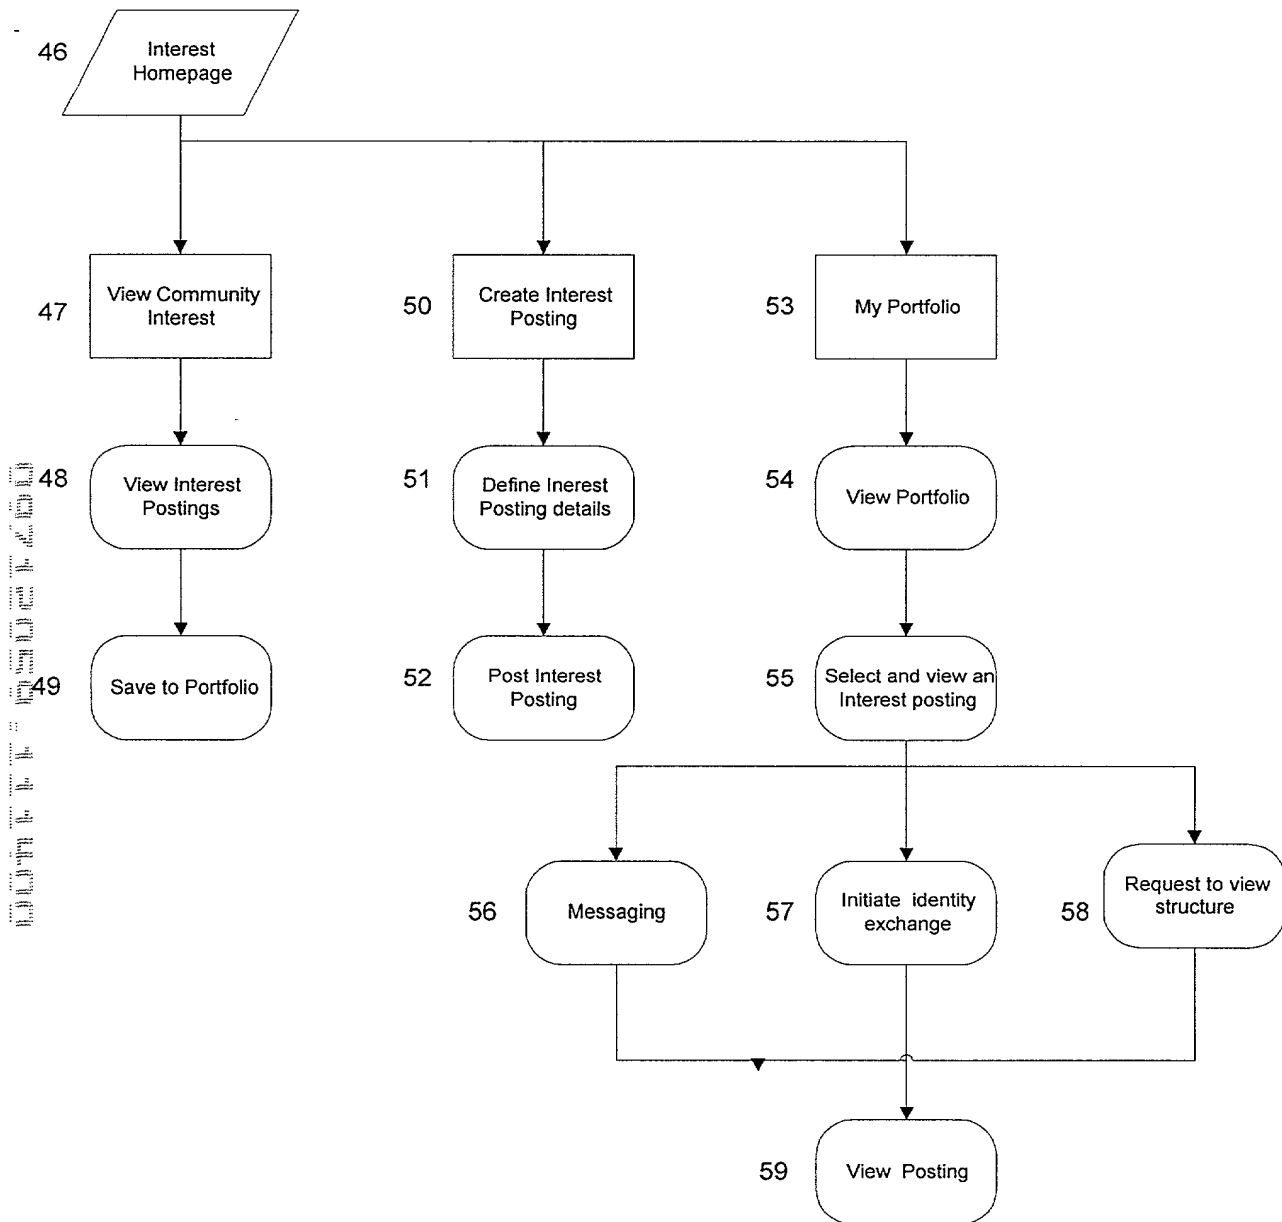 46
Interest
Homepage
47
View Community
Interest
50
Create Interest
Posting
53
My Portfolio
48
View Interest
Postings
51
Define Inerest
Posting details
54
View Portfolio
49
Save to Portfolio
52
Post Interest
Posting
55
Select and view an
Interest posting
56
Messaging
57
Initiate identity
exchange
58
Request to view
structure
59
View Posting